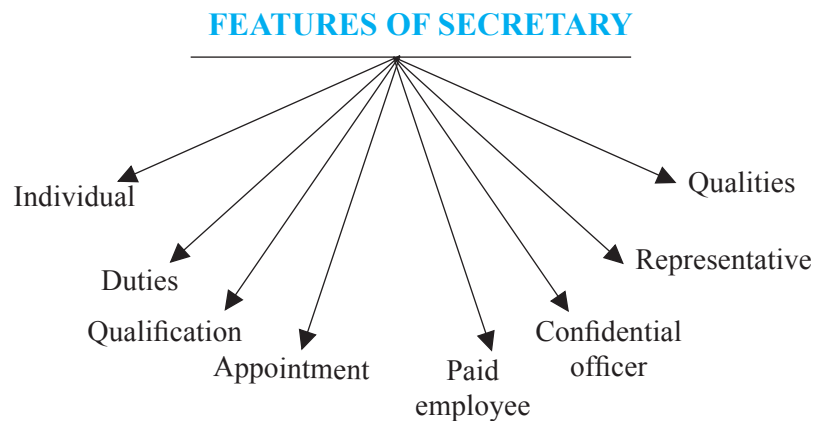 FEATURES OF SECRETARY
Individual
Duties
Qualification
Appointment
Paid
employee
Confidential
officer
Representative
Qualities